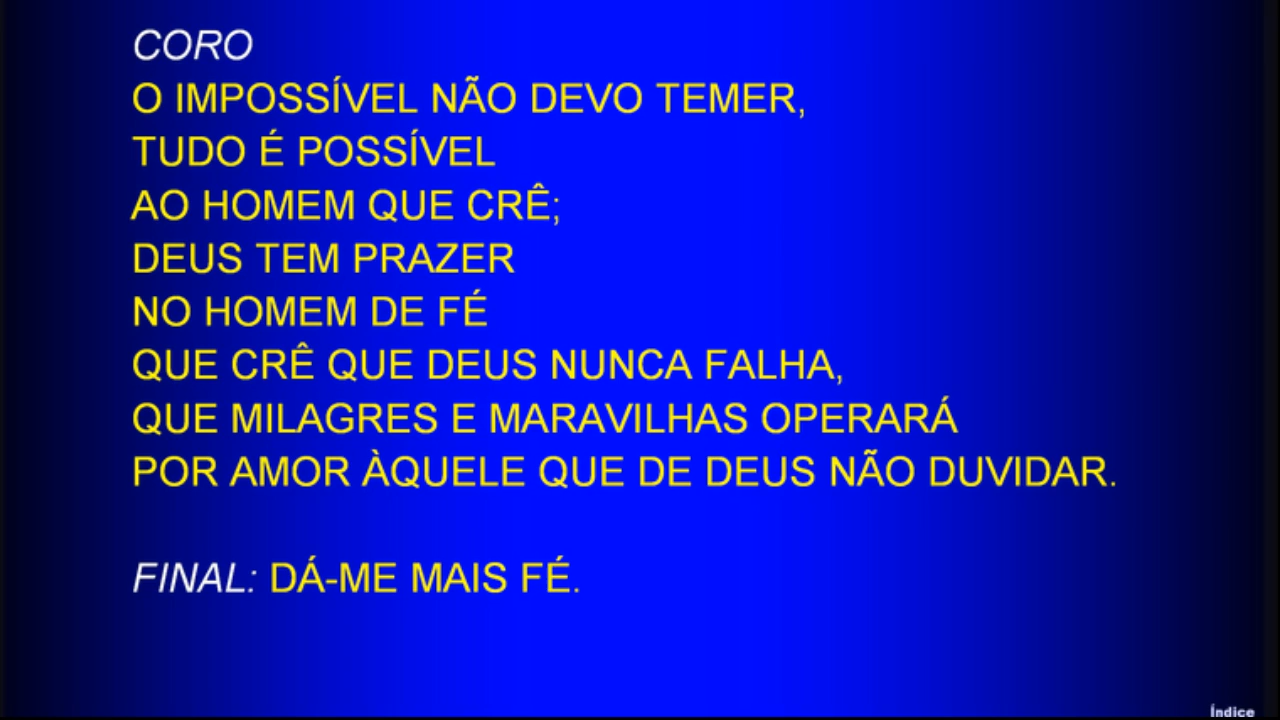 CORO
O IMPOSSÍVEL NÃO DEVO TEMER,
TUDO É POSSÍVEL
AO HOMEM QUE CRÊ;
DEUS TEM PRAZER
NO HOMEM DE FÉ
QUE CRÊ QUE DEUS NUNCA FALHA,
QUE MILAGRES E MARAVILHAS OPERARÁ
POR AMOR ÀQUELE QUE DE DEUS NÃO DUVIDAR.
FINAL: DÁ-ME MAIS FÉ.
Índice